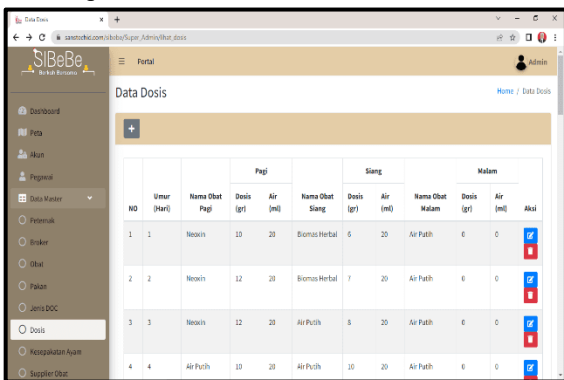 Data Dosis
sanstechid.com/sibebe/Super_Admin/lihat_dosis
SIBeBe
Berkah Bersama
Portal
Admin
Data Dosis
Home / Data Dosis
+
Dashboard
Peta
Akun
Pegawai
Data Master
Peternak
Broker
Obat
Pakan
Jenis DOC
Dosis
Kesepakatan Ayam
Supplier Obat
Pagi Siang Malam
NO Umur (Hari) Nama Obat Pagi Dosis (gr) Air (ml) Nama Obat Siang Dosis (gr) Air (ml) Nama Obat Malam Dosis (gr) Air (ml) Aksi
1 1 Neoxin 10 20 Biomas Herbal 6 20 Air Putih 0 0
2 2 Neoxin 12 20 Biomas Herbal 7 20 Air Putih 0 0
3 3 Neoxin 12 20 Air Putih 8 20 Air Putih 0 0
4 4 Air Putih 10 20 Air Putih 10 20 Air Putih 0 0